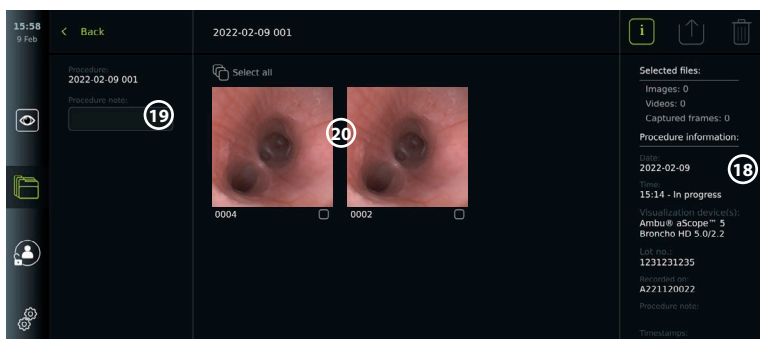 15:58
9 Feb
Back
2022-02-09 001
i
Procedure:
2022-02-09 001
Procedure note:
19
Select all
20
0004
0002
Selected files:
Images: 0
Videos: 0
Captured frames: 0
Procedure information:
Date:
2022-02-09
18
Time:
15:14 - In progress
Visualization device(s):
Ambu® aScope™ 5
Broncho HD 5.0/2.2
Lot no.:
1231231235
Recorded on:
A221120022
Procedure note:
Timestamps: